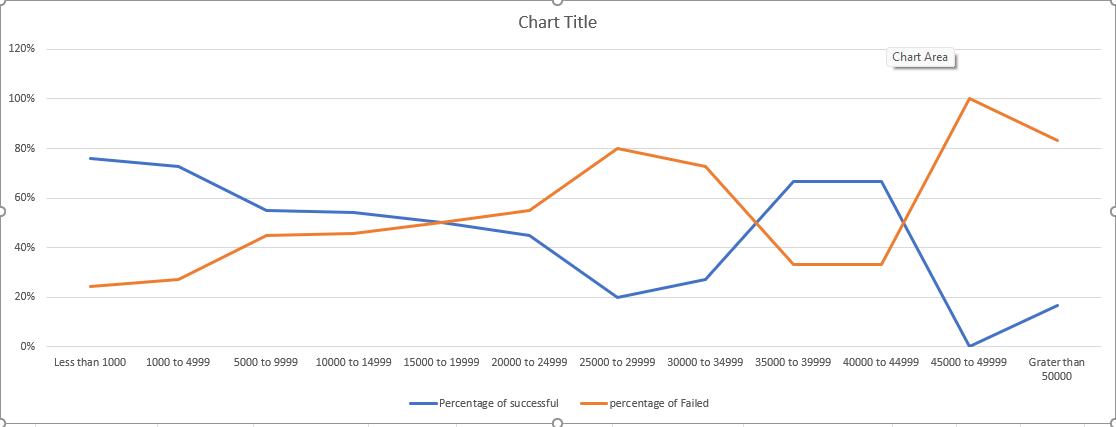 Chart Title
120%
Chart Area
100%
80%
60%
40%
20%
0%
Less than 1000 1000 to 4999 5000 to 9999 10000 to 14999 15000 to 19999 20000 to 24999 25000 to 29999 30000 to 34999 35000 to 39999 40000 to 44999 45000 to 49999 Grater than
50000
Percentage of successful percentage of Failed